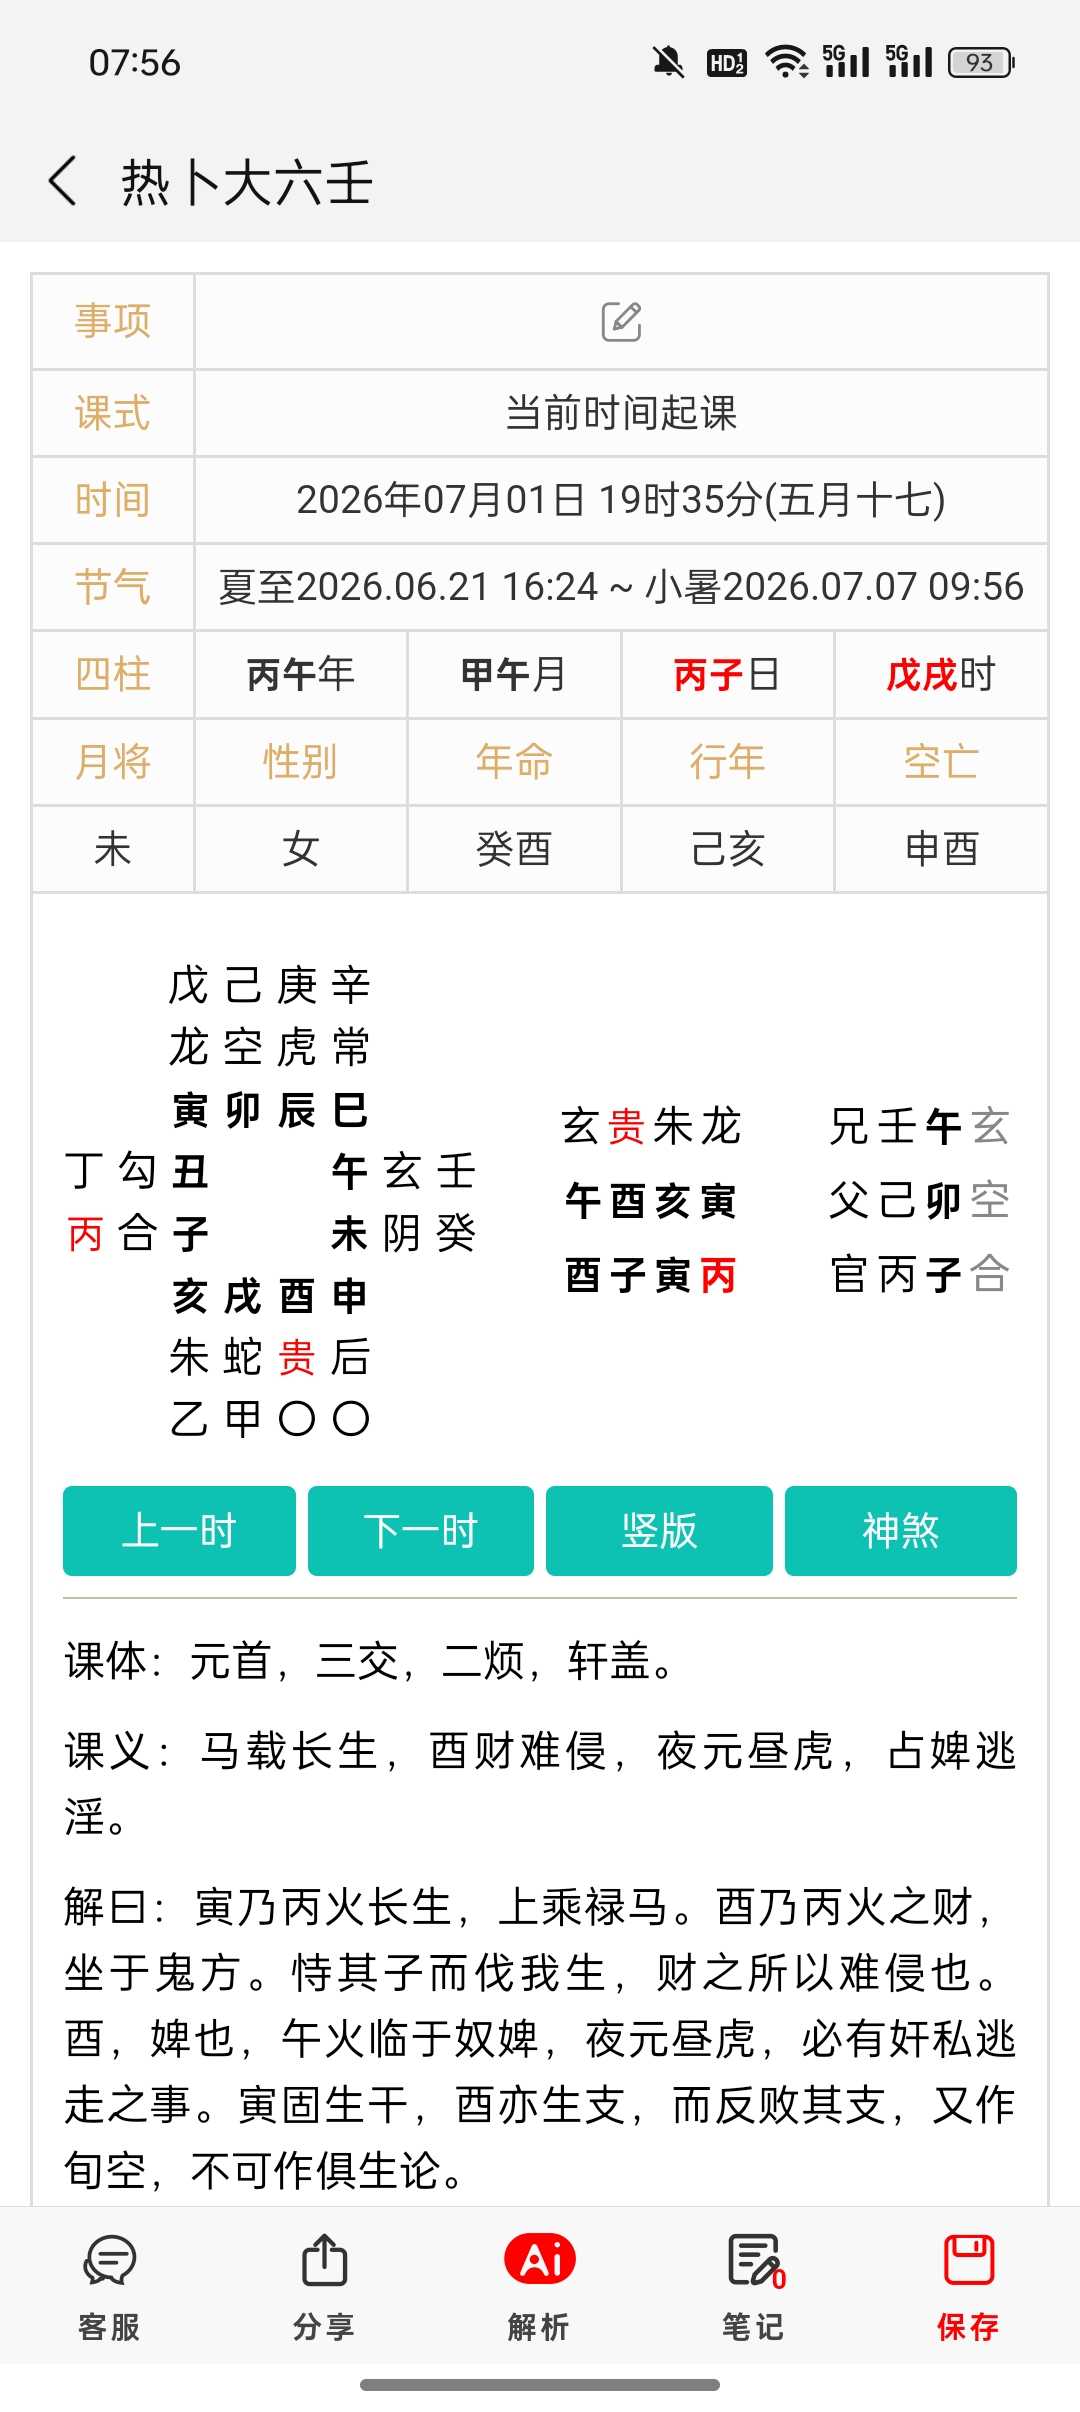 07:56
HD 1 2 5G 5G 93
热卜大六壬
事项
课式 当前时间起课
时间 2026年07月01日 19时35分(五月十七)
节气 夏至2026.06.21 16:24 ~ 小暑2026.07.07 09:56
四柱 丙午年 甲午月 丙子日 戊戌时
月将 性别 年命 行年 空亡
未 女 癸酉 己亥 申酉
戊 己 庚 辛
龙 空 虎 常
寅 卯 辰 巳
丁 勾 丑 午 玄 壬
丙 合 子 未 阴 癸
亥 戌 酉 申
朱 蛇 贵 后
乙 甲 〇 〇
玄 贵 朱 龙
午 酉 亥 寅
酉 子 寅 丙
兄 壬 午 玄
父 己 卯 空
官 丙 子 合
上一时 下一时 竖版 神煞
课体：元首，三交，二烦，轩盖。
课义：马载长生，酉财难侵，夜元昼虎，占婢逃
淫。
解曰：寅乃丙火长生，上乘禄马。酉乃丙火之财，
坐于鬼方。恃其子而伐我生，财之所以难侵也。
酉，婢也，午火临于奴婢，夜元昼虎，必有奸私逃
走之事。寅固生干，酉亦生支，而反败其支，又作
旬空，不可作俱生论。
Ai 0
客服 分享 解析 笔记 保存